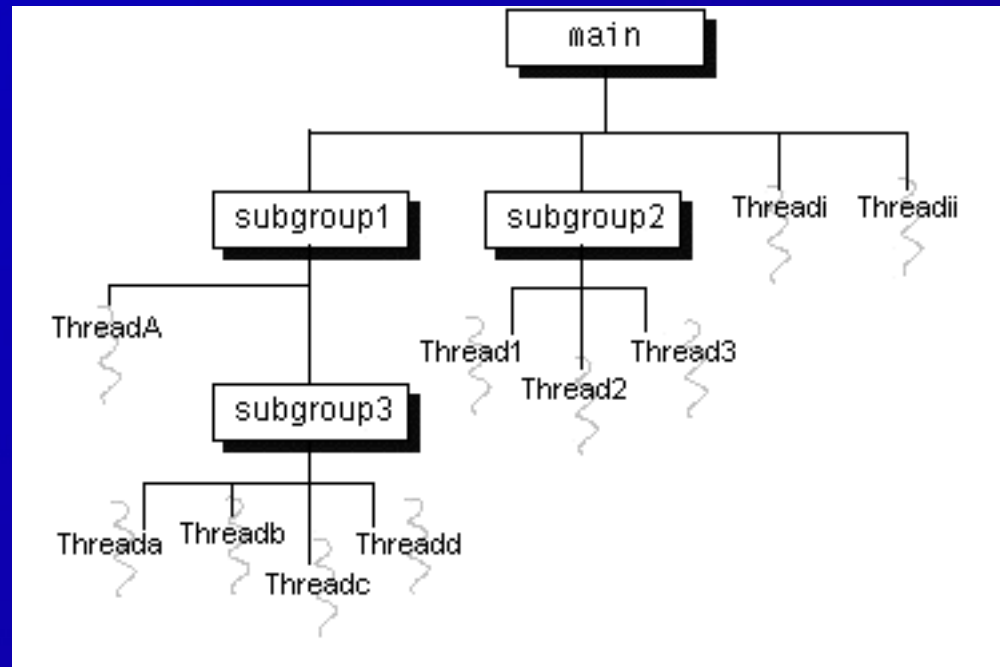 main
subgroup1
subgroup2
Threadi
Threadii
ThreadA
Thread1
Thread2
Thread3
subgroup3
Threada
Threadb
Threadc
Threadd